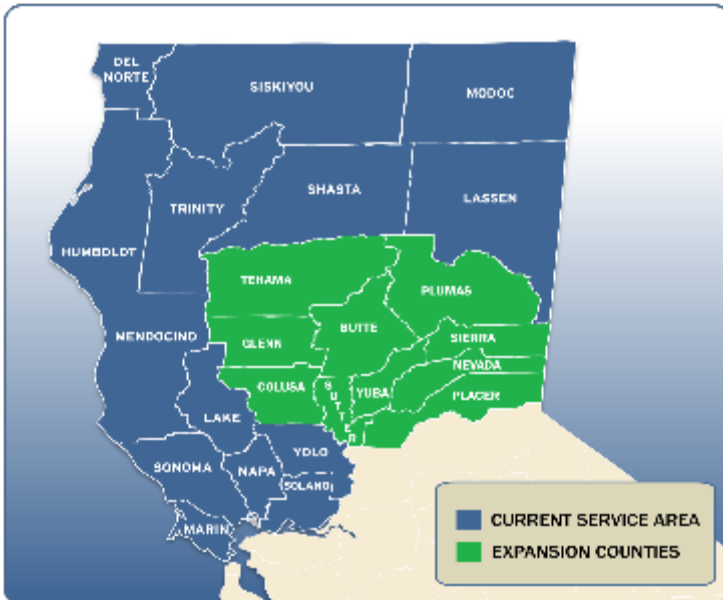 DEL
NORTE
SISKIYOU
MODOC
SHASTA
LASSEN
TRINITY
HUMBOLDT
TEHAMA
PLUMAS
BUTTE
MENDOCINO
GLENN
SIERRA
NEVADA
COLUSA
SUTTER
YUBA
PLACER
LAKE
YOLO
SONOMA
NAPA
SOLANO
MARIN
CURRENT SERVICE AREA
EXPANSION COUNTIES